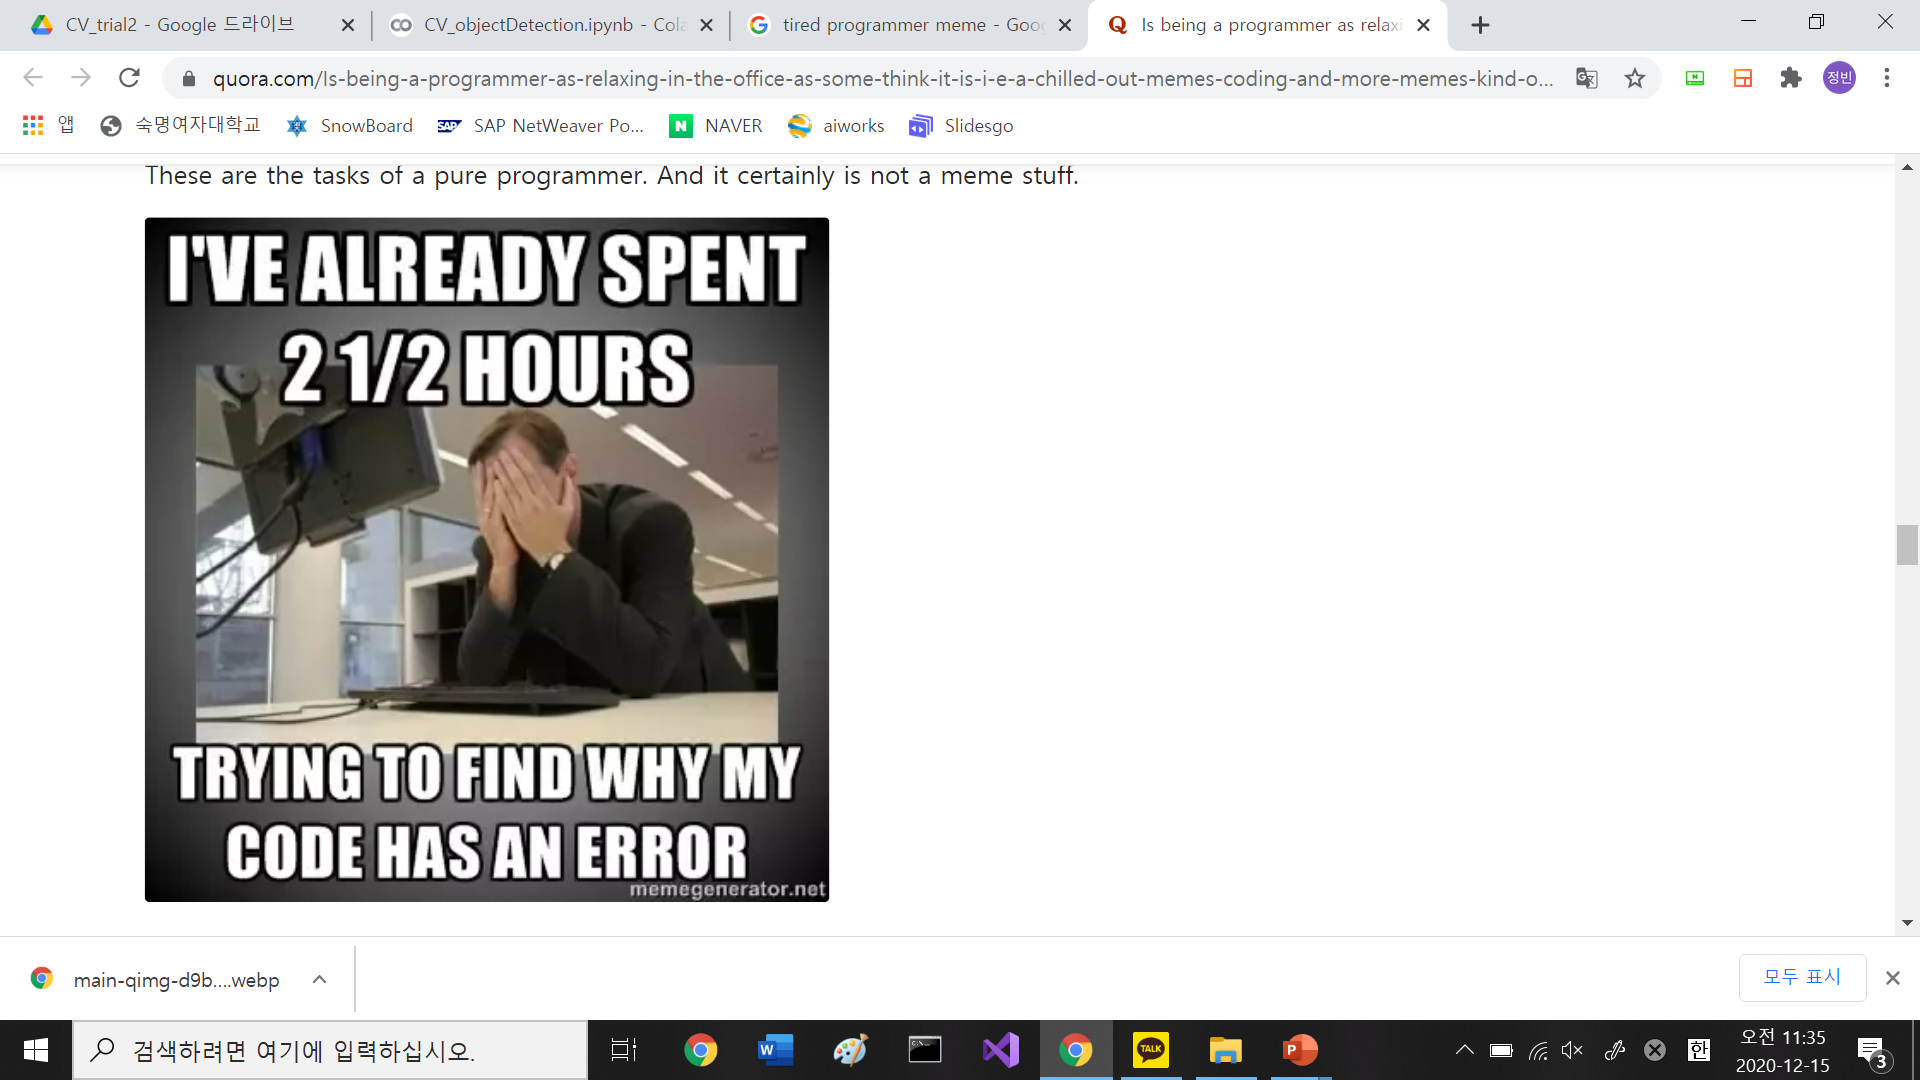 CV_trial2 - Google 드라이브
CV_objectDetection.ipynb - Cola
tired programmer meme - Goog
Is being a programmer as relaxi
quora.com/Is-being-a-programmer-as-relaxing-in-the-office-as-some-think-it-is-i-e-a-chilled-out-memes-coding-and-more-memes-kind-o...
정빈
앱
숙명여자대학교
SnowBoard
SAP NetWeaver Po...
NAVER
aiworks
Slidesgo
These are the tasks of a pure programmer. And it certainly is not a meme stuff.
I'VE ALREADY SPENT
2 1/2 HOURS
TRYING TO FIND WHY MY
CODE HAS AN ERROR
memegenerator.net
main-qimg-d9b....webp
모두 표시
검색하려면 여기에 입력하십시오.
TALK
한
오전 11:35
2020-12-15
3